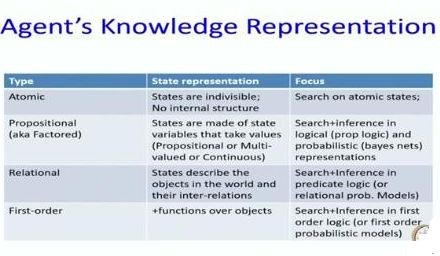 Agent's Knowledge Representation
Type State representation Focus
Atomic States are indivisible; Search on atomic states;
No internal structure
Propositional States are made of state Search+inference in
(aka Factored) variables that take values logical (prop logic) and
(Propositional or Multi- probabilistic (bayes nets)
valued or Continuous) representations
Relational States describe the Search+Inference in
objects in the world and predicate logic (or
their inter-relations relational prob. Models)
First-order +functions over objects Search+Inference in first
order logic (or first order
probabilistic models)